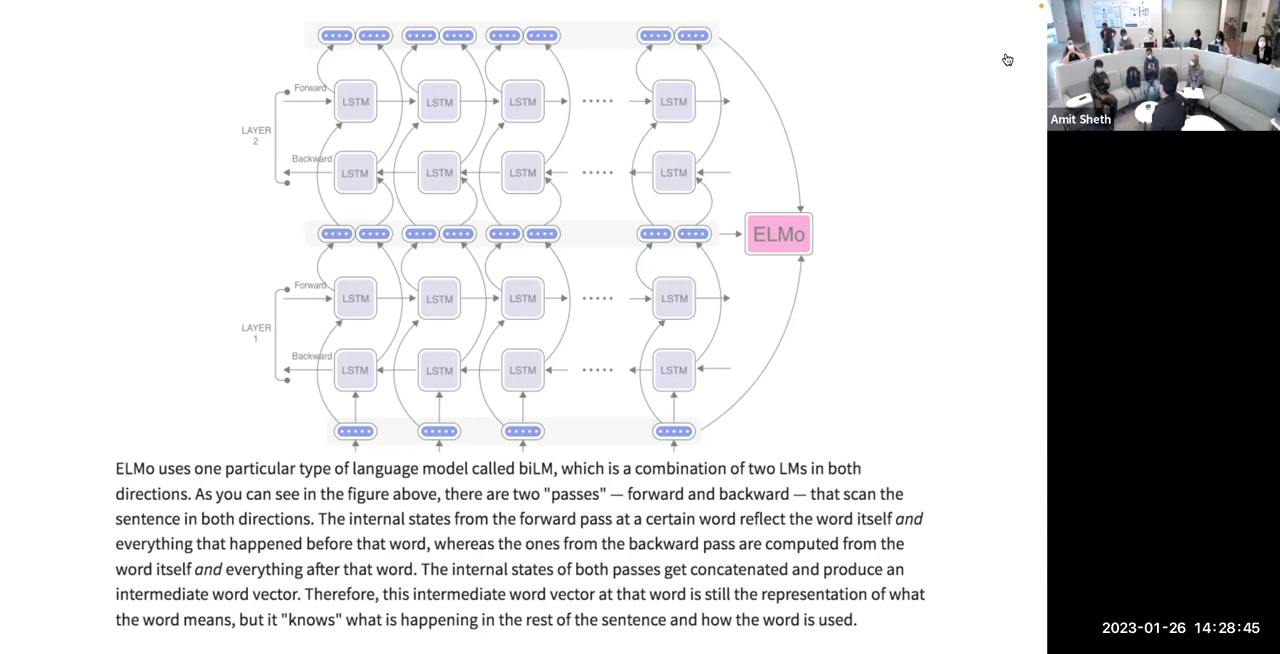 Forward
LSTM LSTM LSTM ..... LSTM
LAYER
2
Backward
LSTM LSTM LSTM ..... LSTM
ELMo
Forward
LSTM LSTM LSTM ..... LSTM
LAYER
1
Backward
LSTM LSTM LSTM ..... LSTM
ELMo uses one particular type of language model called biLM, which is a combination of two LMs in both
directions. As you can see in the figure above, there are two "passes" — forward and backward — that scan the
sentence in both directions. The internal states from the forward pass at a certain word reflect the word itself and
everything that happened before that word, whereas the ones from the backward pass are computed from the
word itself and everything after that word. The internal states of both passes get concatenated and produce an
intermediate word vector. Therefore, this intermediate word vector at that word is still the representation of what
the word means, but it "knows" what is happening in the rest of the sentence and how the word is used.
Amit Sheth
2023-01-26 14:28:45